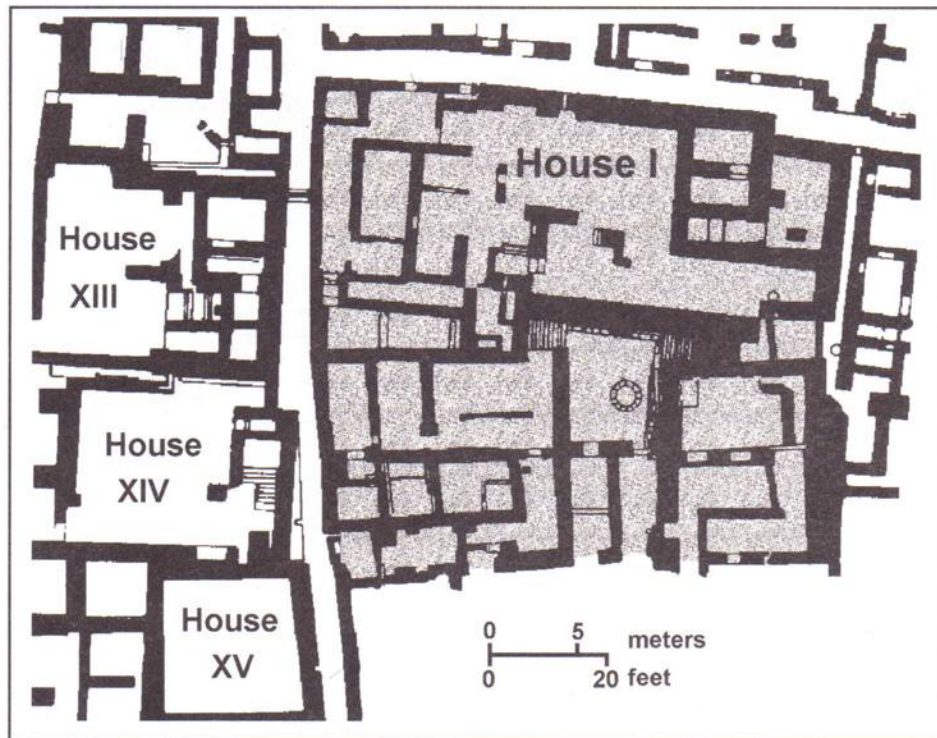 House I
House
XIII
House
XIV
House
XV
0 5 meters
0 20 feet